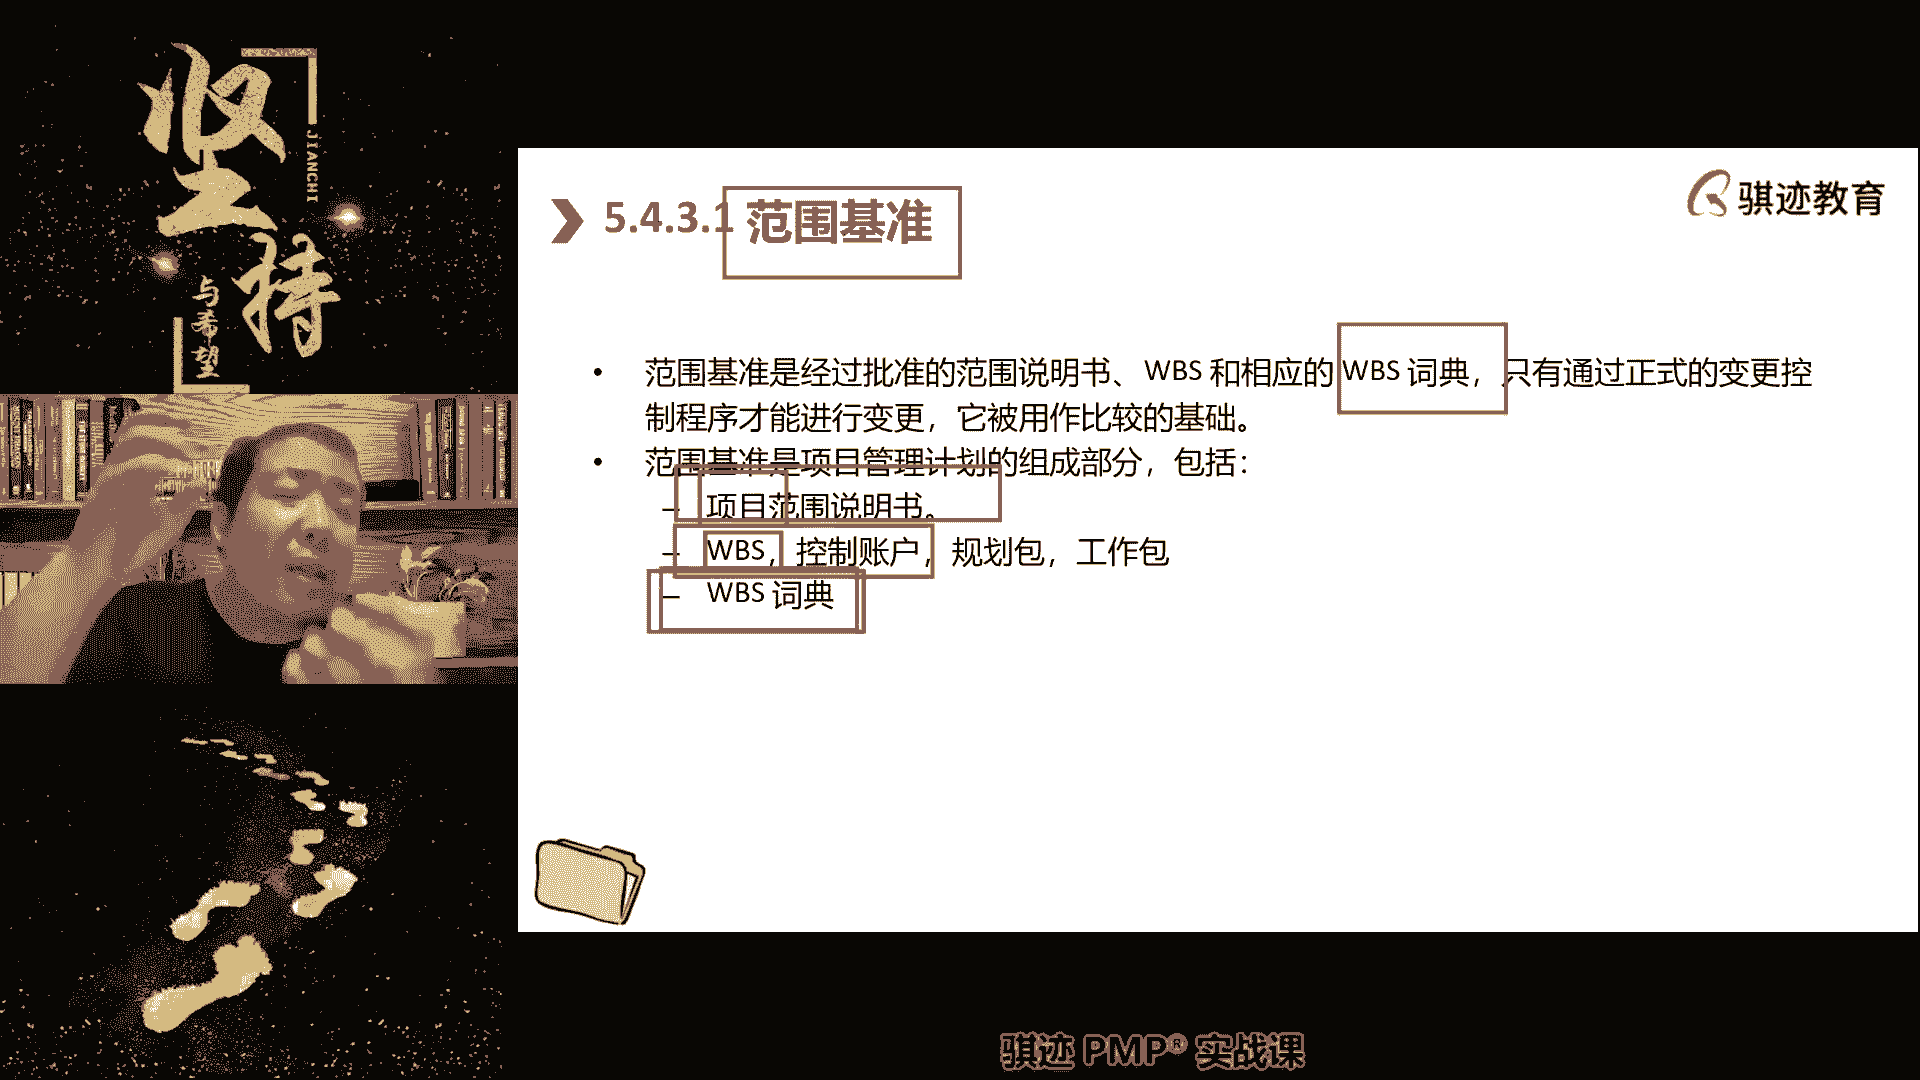 坚持
JIANCHI
与希望
骐迹教育
5.4.3.1 范围基准
• 范围基准是经过批准的范围说明书、WBS 和相应的 WBS 词典，只有通过正式的变更控
制程序才能进行变更，它被用作比较的基础。
• 范围基准是项目管理计划的组成部分，包括：
– 项目范围说明书。
– WBS，控制账户，规划包，工作包
– WBS 词典
骐迹 PMP® 实战课